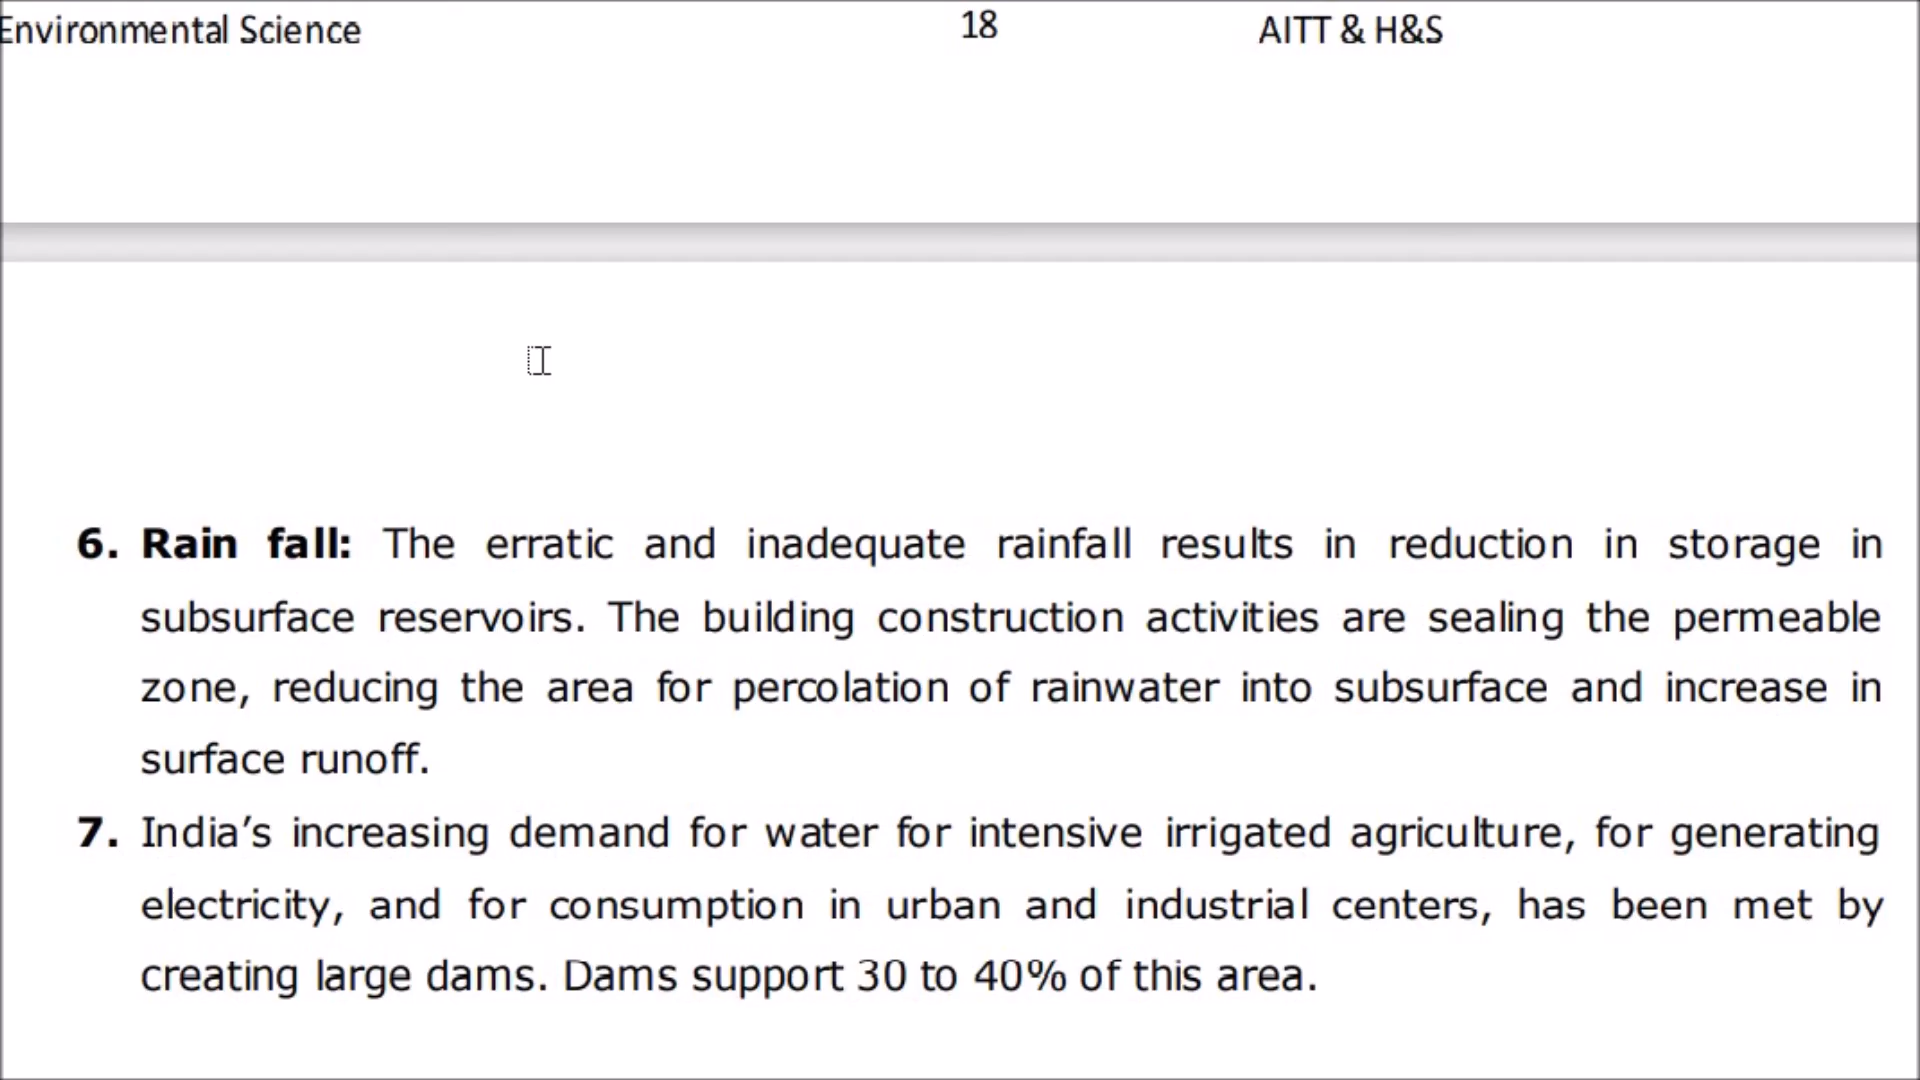 Environmental Science 18 AITT & H&S
6. Rain fall: The erratic and inadequate rainfall results in reduction in storage in
subsurface reservoirs. The building construction activities are sealing the permeable
zone, reducing the area for percolation of rainwater into subsurface and increase in
surface runoff.
7. India’s increasing demand for water for intensive irrigated agriculture, for generating
electricity, and for consumption in urban and industrial centers, has been met by
creating large dams. Dams support 30 to 40% of this area.